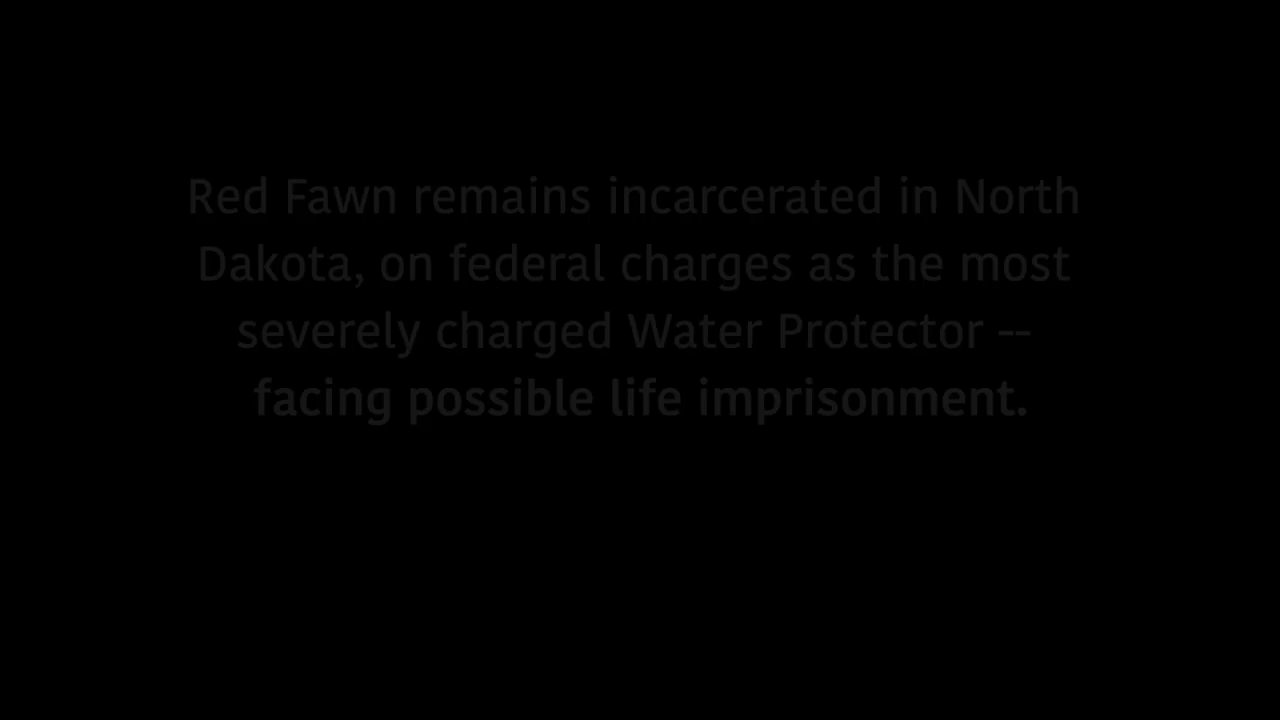 Red Fawn remains incarcerated in North
Dakota, on federal charges as the most
severely charged Water Protector --
facing possible life imprisonment.